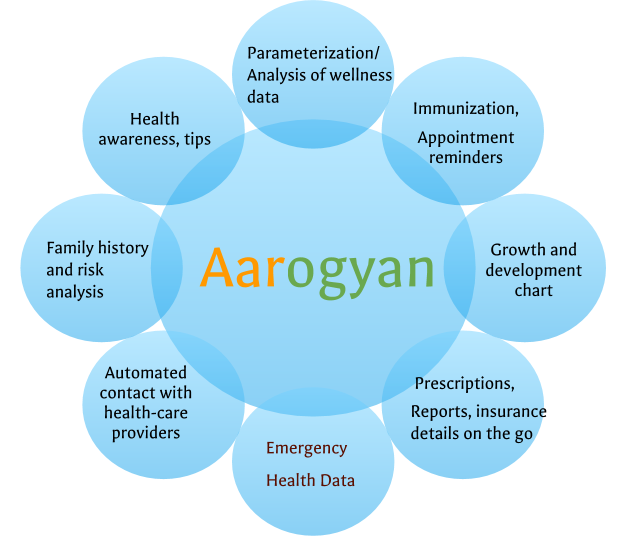 Parameterization/
Analysis of wellness
data
Immunization,
Appointment
reminders
Growth and
development
chart
Prescriptions,
Reports, insurance
details on the go
Emergency
Health Data
Automated
contact with
health-care
providers
Family history
and risk
analysis
Health
awareness, tips
Aarogyan